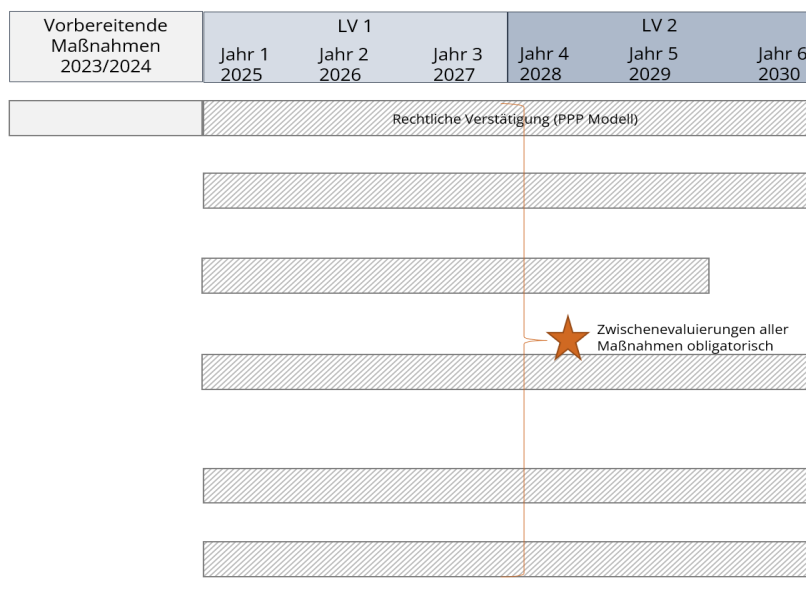 Vorbereitende
Maßnahmen
2023/2024
LV 1
Jahr 1
2025
Jahr 2
2026
Jahr 3
2027
LV 2
Jahr 4
2028
Jahr 5
2029
Jahr 6
2030
Rechtliche Verstätigung (PPP Modell)
Zwischenevaluierungen aller
Maßnahmen obligatorisch